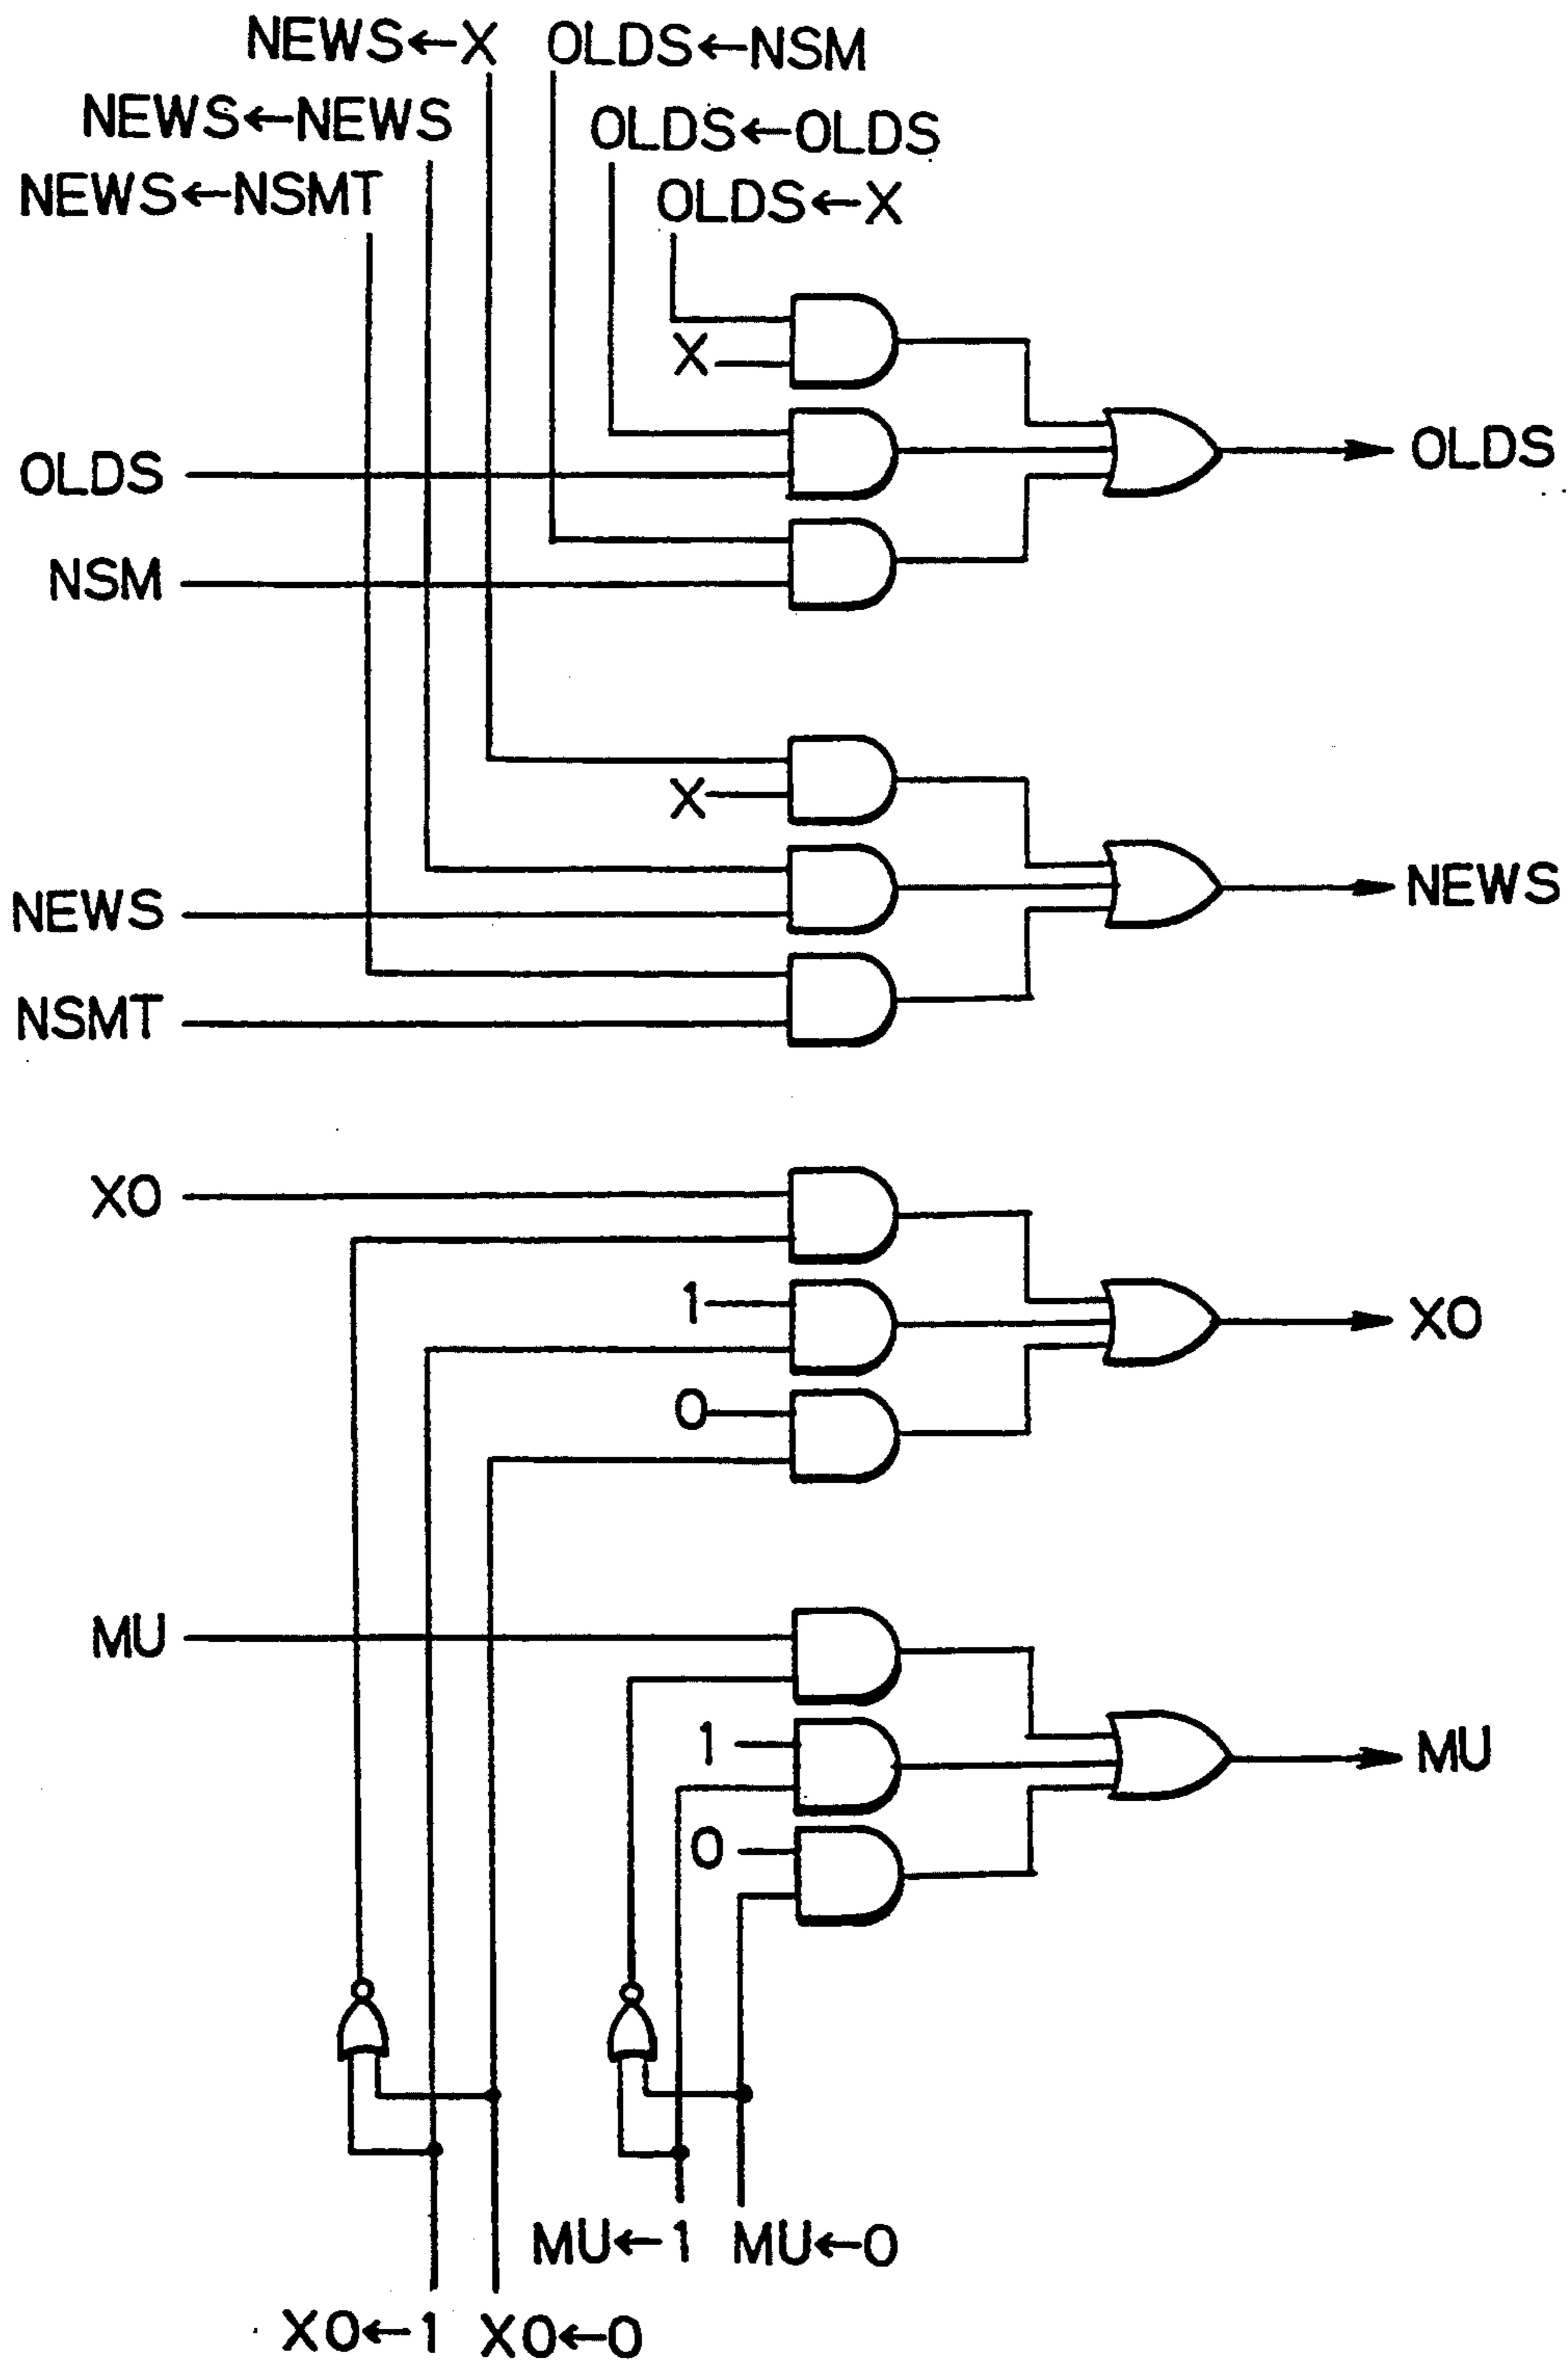 NEWS←X OLDS←NSM
NEWS←NEWS OLDS←OLDS
NEWS←NSMT OLDS←X
X
OLDS OLDS
NSM
X
NEWS NEWS
NSMT
XO
1
XO
0
MU
1
MU
0
MU←1 MU←0
XO←1 XO←0